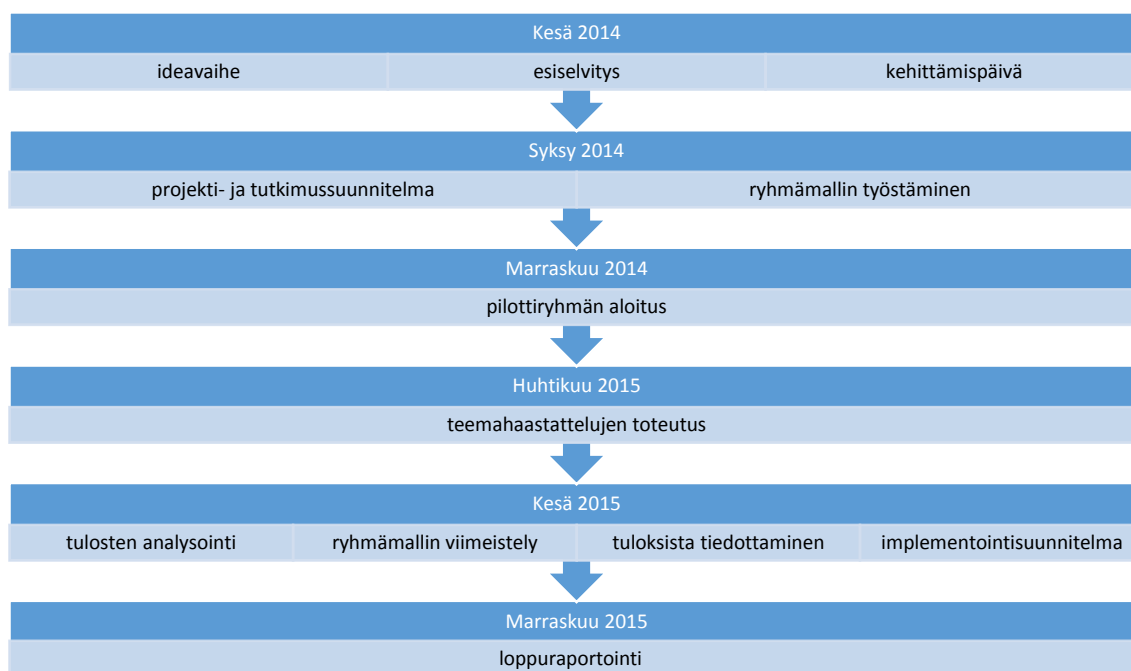 Kesä 2014
ideavaihe esiselvitys kehittämispäivä
Syksy 2014
projekti- ja tutkimussuunnitelma ryhmämallin työstäminen
Marraskuu 2014
pilottiryhmän aloitus
Huhtikuu 2015
teemahaastattelujen toteutus
Kesä 2015
tulosten analysointi ryhmämallin viimeistely tuloksista tiedottaminen implementointisuunnitelma
Marraskuu 2015
loppuraportointi